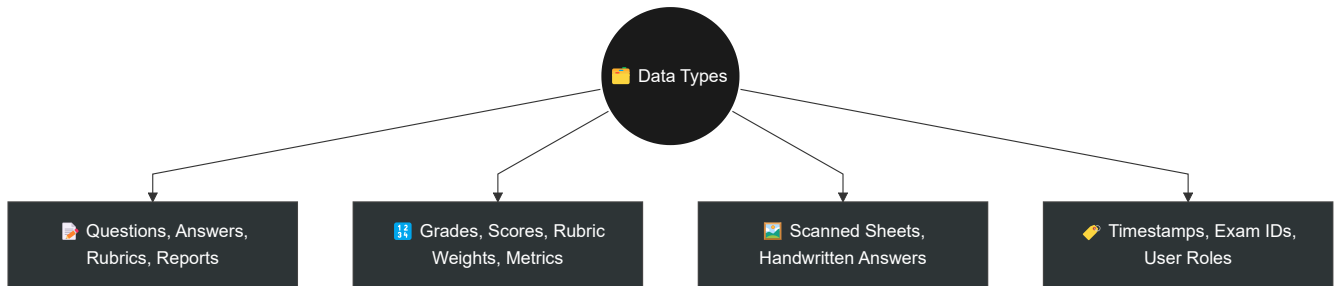 🗂️ Data Types
📝 Questions, Answers,
Rubrics, Reports
🔢 Grades, Scores, Rubric
Weights, Metrics
🖼️ Scanned Sheets,
Handwritten Answers
🏷️ Timestamps, Exam IDs,
User Roles